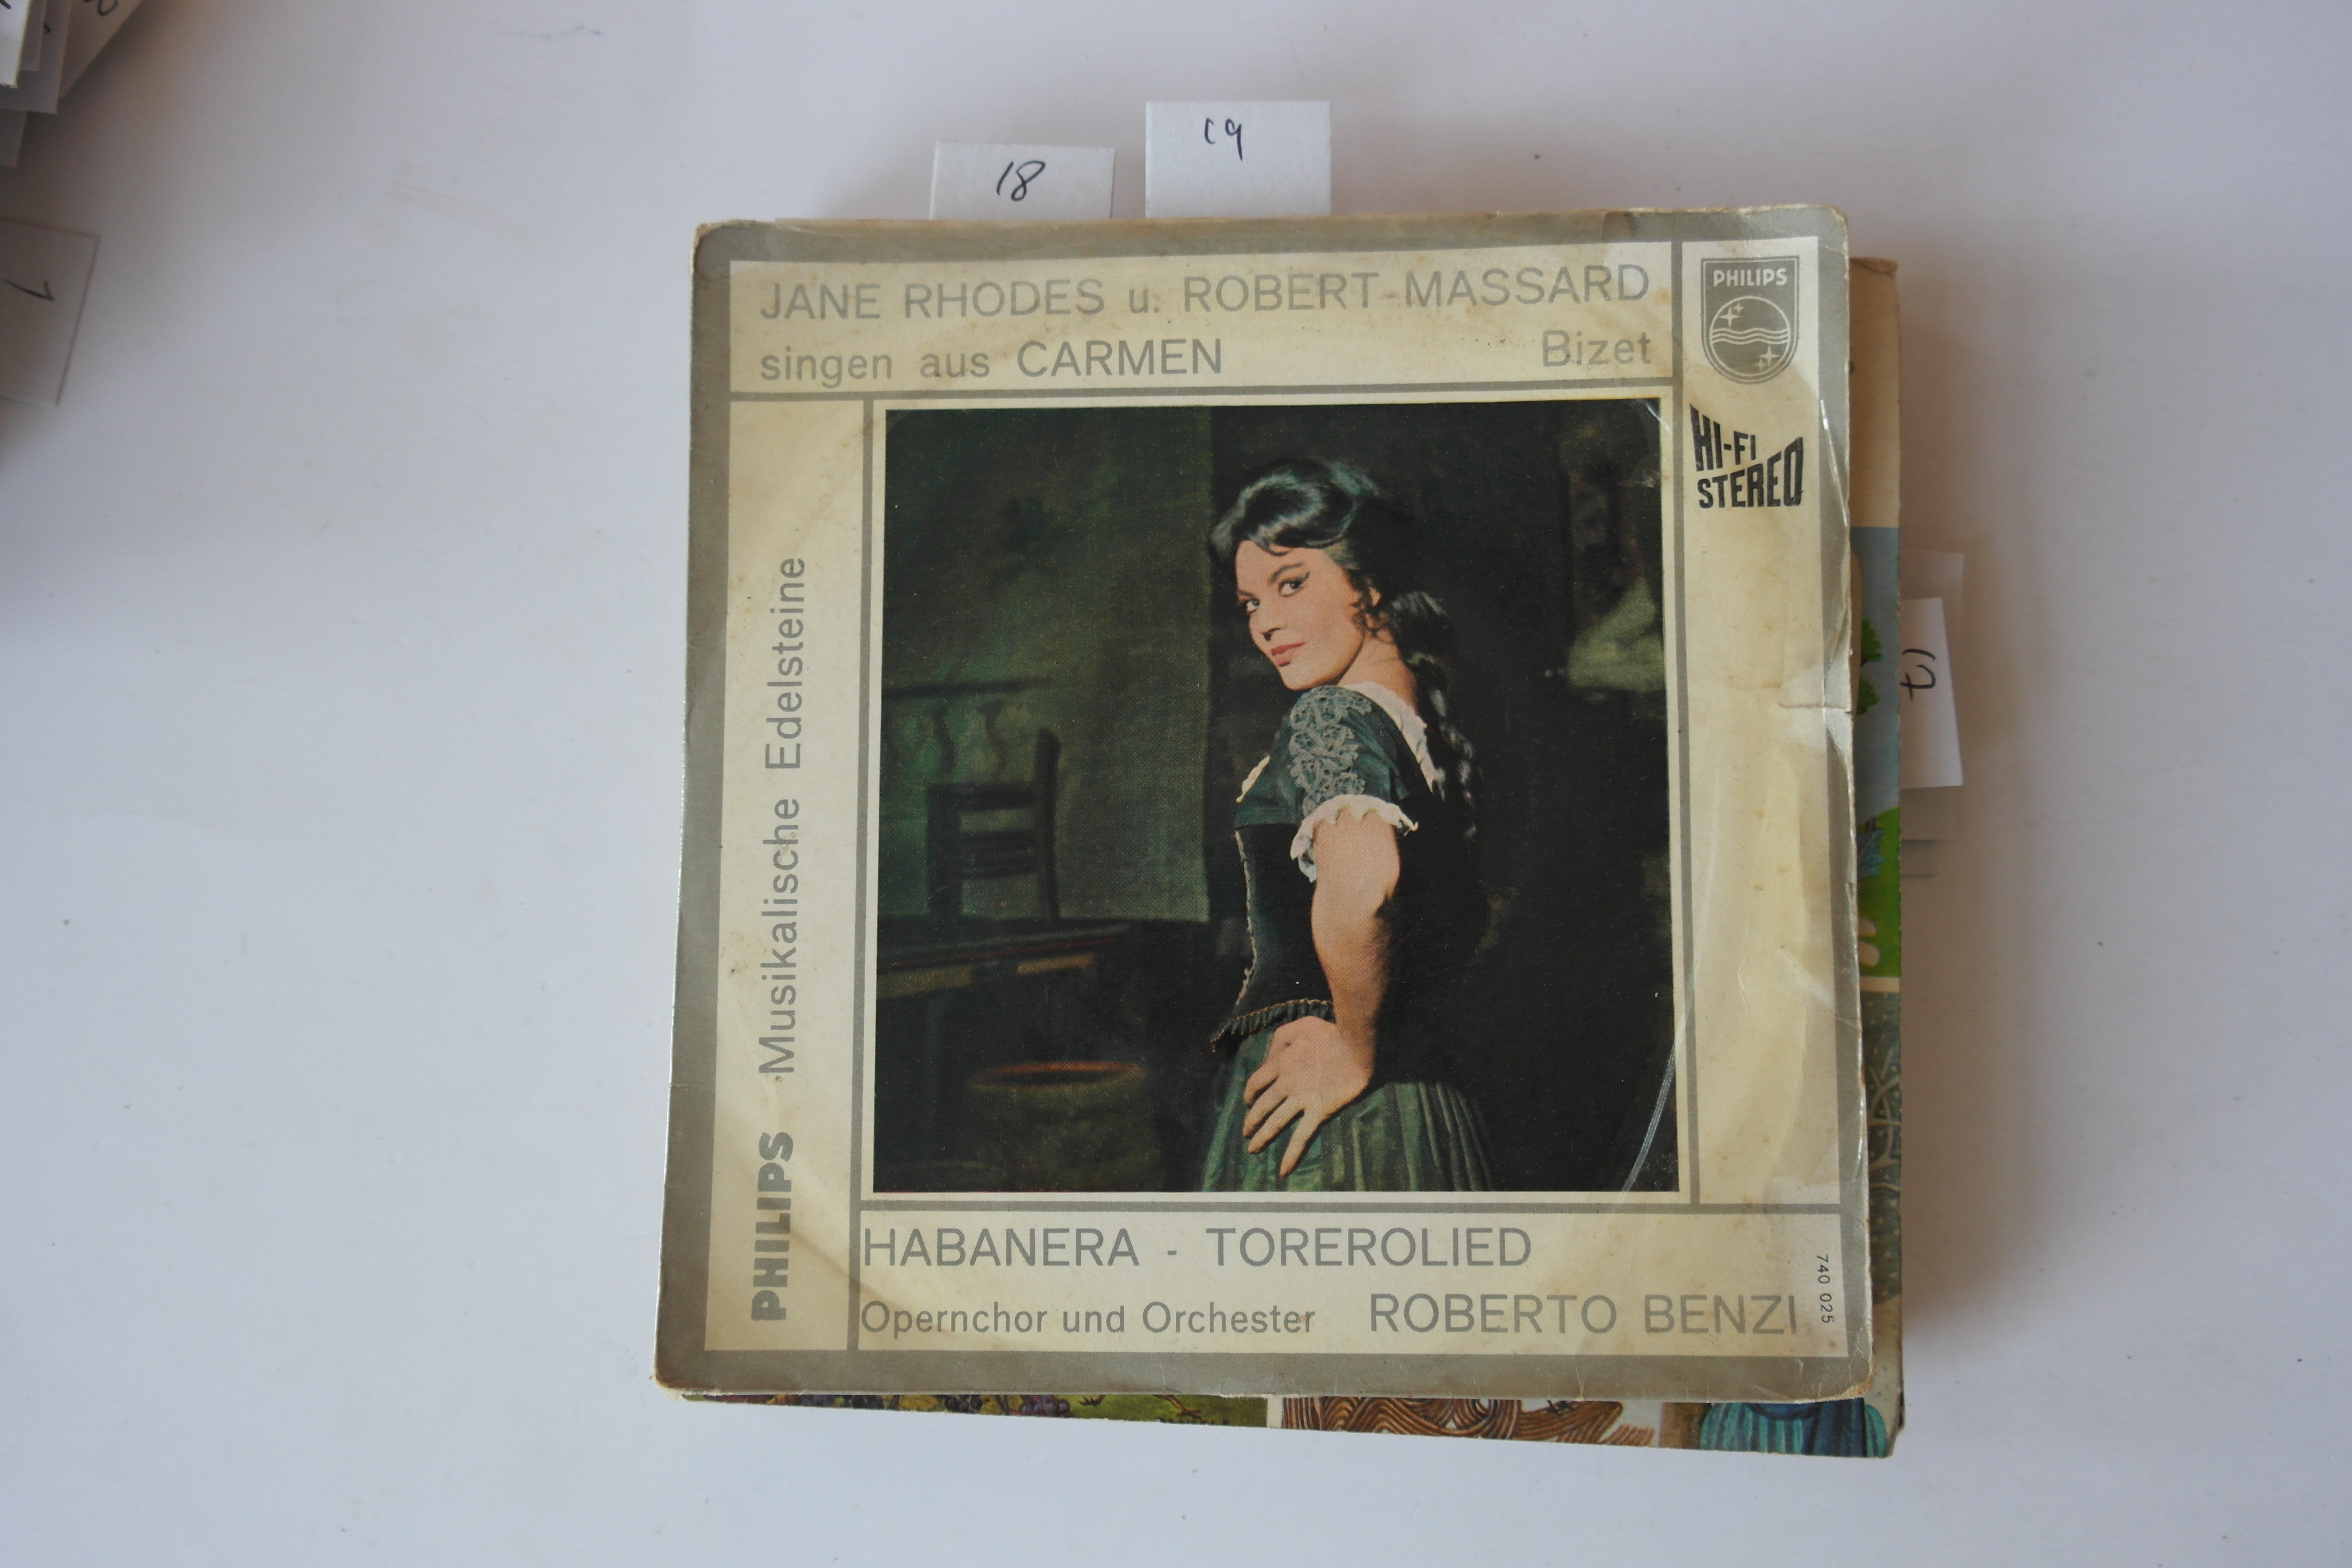 18
19
JANE RHODES u. ROBERT MASSARD
singen aus CARMEN Bizet
PHILIPS
HI-FI
STEREO
PHILIPS Musikalische Edelsteine
HABANERA - TOREROLIED
Opernchor und Orchester ROBERTO BENZI
740 025
17